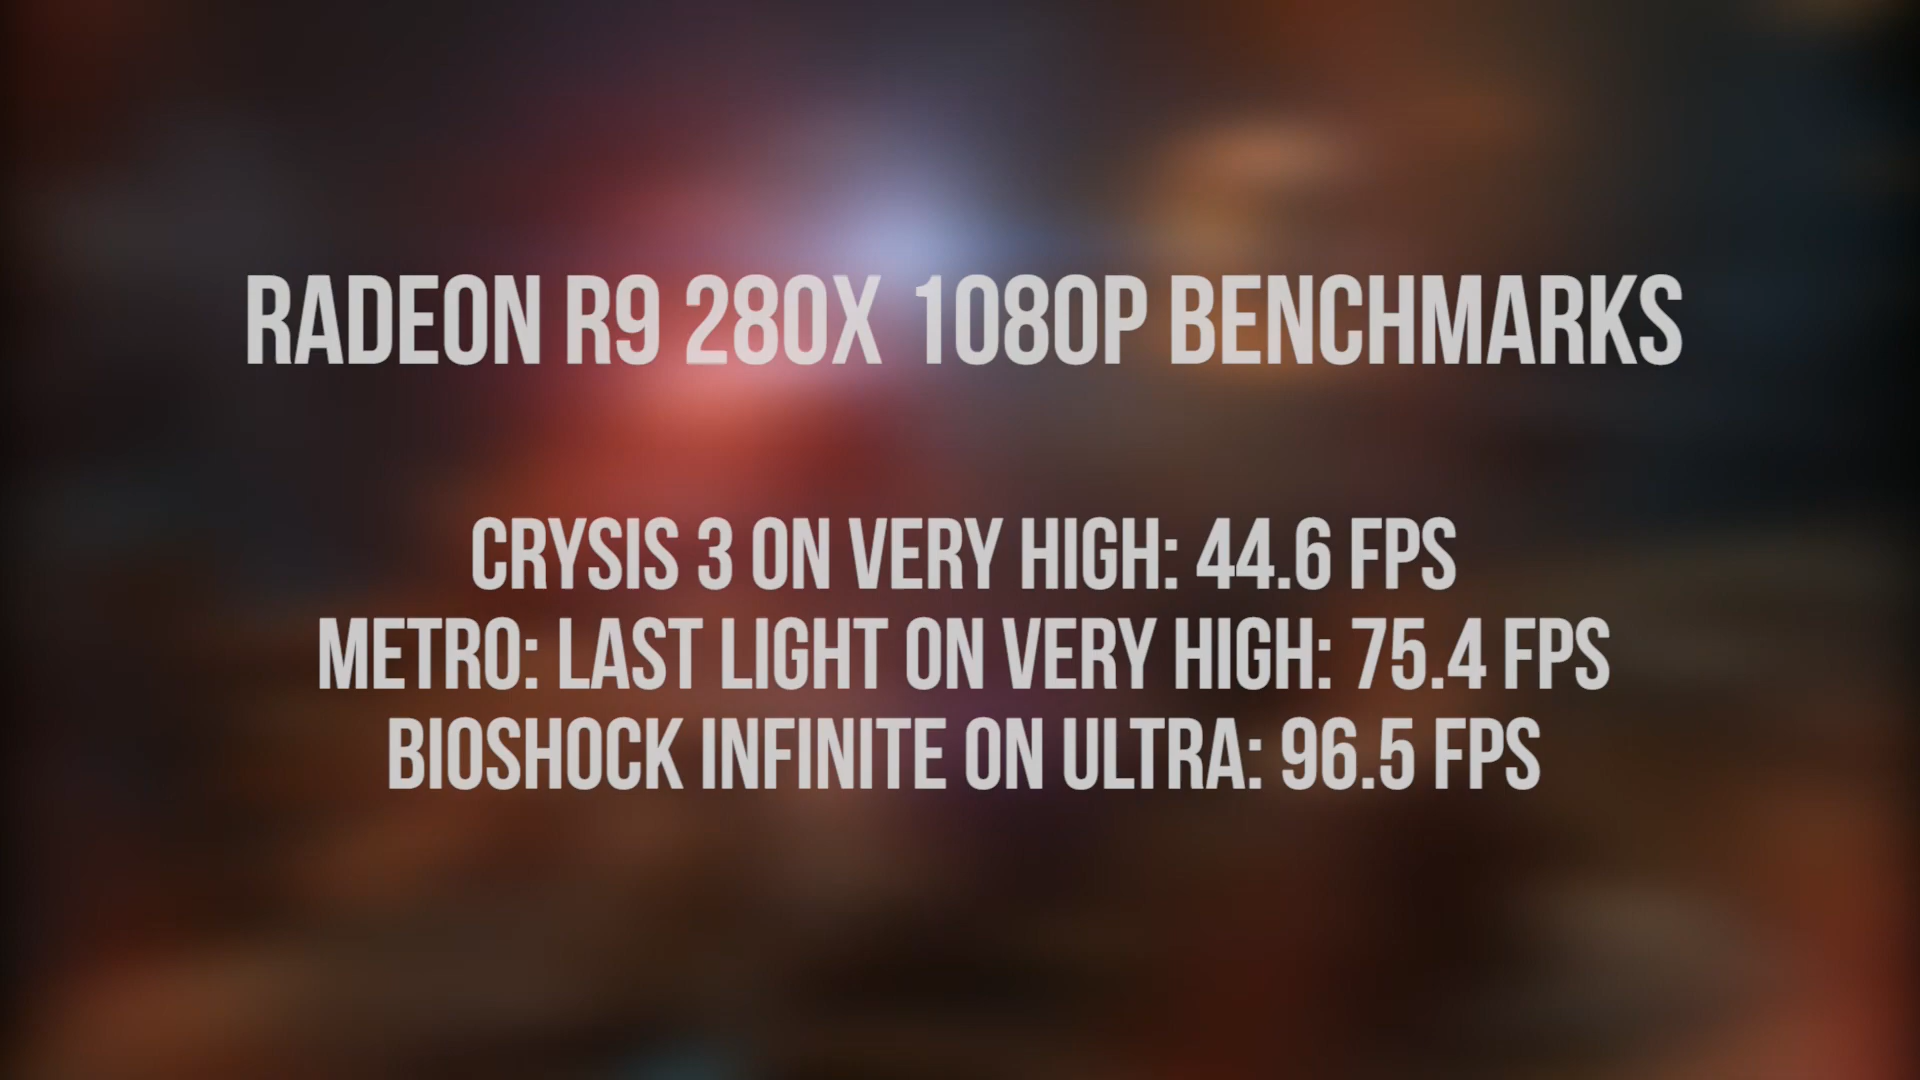 RADEON R9 280X 1080P BENCHMARKS
CRYSIS 3 ON VERY HIGH: 44.6 FPS
METRO: LAST LIGHT ON VERY HIGH: 75.4 FPS
BIOSHOCK INFINITE ON ULTRA: 96.5 FPS